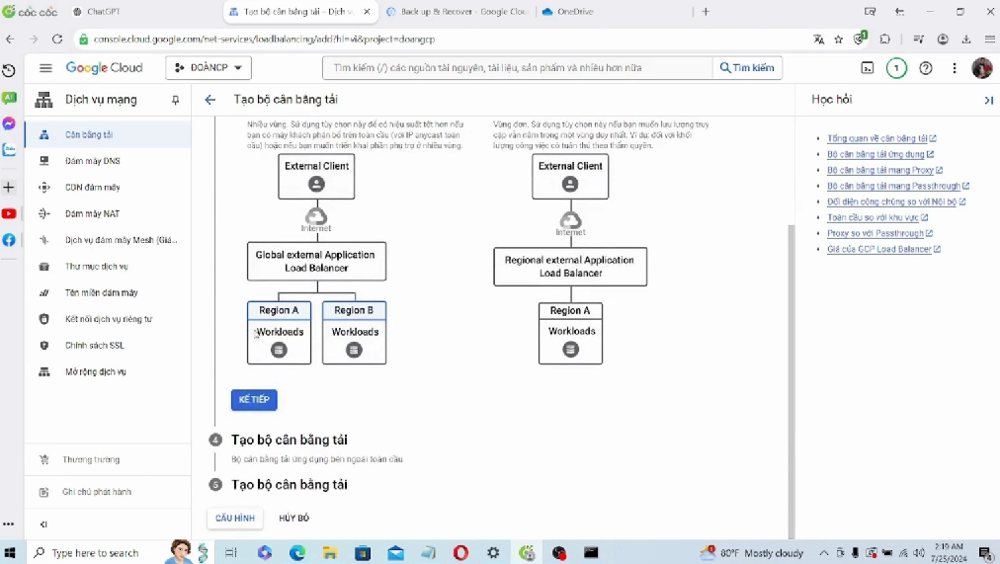 cốc cốc
ChatGPT
Tạo bộ cân bằng tải – Dịch vụ
Back up & Recover - Google Clou
OneDrive
console.cloud.google.com/net-services/loadbalancing/add?hl=vi&project=doangcp
1
Google Cloud
ĐOÀNCP
Tìm kiếm (/) các nguồn tài nguyên, tài liệu, sản phẩm và nhiều hơn nữa
Tìm kiếm
1
Dịch vụ mạng
Tạo bộ cân bằng tải
Học hỏi
Cân bằng tải
Đám mây DNS
CDN đám mây
Đám mây NAT
Dịch vụ đám mây Mesh (Giá...
Thư mục dịch vụ
Tên miền đám mây
Kết nối dịch vụ riêng tư
Chính sách SSL
Mở rộng dịch vụ
Thương trường
Ghi chú phát hành
Nhiều vùng. Sử dụng tùy chọn này để có hiệu suất tốt hơn nếu
bạn có máy khách phân bổ trên toàn cầu (với IP anycast toàn
cầu) hoặc nếu bạn muốn triển khai phần phụ trợ ở nhiều vùng.
External Client
Internet
Global external Application
Load Balancer
Region A
Region B
Workloads
Workloads
Vùng đơn. Sử dụng tùy chọn này nếu bạn muốn lưu lượng truy
cập vẫn nằm trong một vùng duy nhất. Ví dụ: đối với khối
lượng công việc có tuân thủ theo thẩm quyền.
External Client
Internet
Regional external Application
Load Balancer
Region A
Workloads
KẾ TIẾP
4
Tạo bộ cân bằng tải
Bộ cân bằng tải ứng dụng bên ngoài toàn cầu
5
Tạo bộ cân bằng tải
CẤU HÌNH
HỦY BỎ
Tổng quan về cân bằng tải
Bộ cân bằng tải ứng dụng
Bộ cân bằng tải mạng Proxy
Bộ cân bằng tải mạng Passthrough
Đối diện công chúng so với Nội bộ
Toàn cầu so với khu vực
Proxy so với Passthrough
Giá của GCP Load Balancer
Type here to search
80°F Mostly cloudy
2:19 AM
7/25/2024